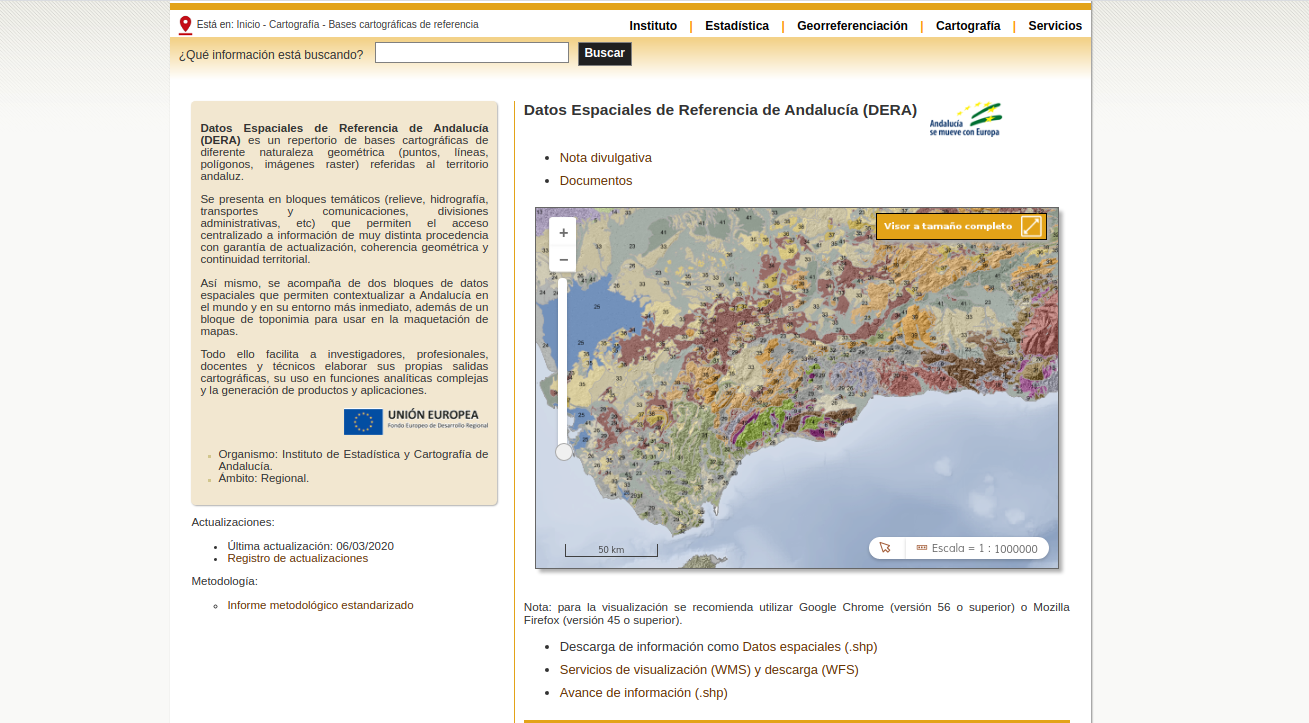 Está en: Inicio - Cartografía - Bases cartográficas de referencia
Instituto | Estadística | Georreferenciación | Cartografía | Servicios
¿Qué información está buscando? Buscar
Datos Espaciales de Referencia de Andalucía
(DERA) es un repertorio de bases cartográficas de
diferente naturaleza geométrica (puntos, líneas,
polígonos, imágenes raster) referidas al territorio
andaluz.
Se presenta en bloques temáticos (relieve, hidrografía,
transportes y comunicaciones, divisiones
administrativas, etc) que permiten el acceso
centralizado a información de muy distinta procedencia
con garantía de actualización, coherencia geométrica y
continuidad territorial.
Así mismo, se acompaña de dos bloques de datos
espaciales que permiten contextualizar a Andalucía en
el mundo y en su entorno más inmediato, además de un
bloque de toponimia para usar en la maquetación de
mapas.
Todo ello facilita a investigadores, profesionales,
docentes y técnicos elaborar sus propias salidas
cartográficas, su uso en funciones analíticas complejas
y la generación de productos y aplicaciones.
UNIÓN EUROPEA
Fondo Europeo de Desarrollo Regional
Organismo: Instituto de Estadística y Cartografía de
Andalucía.
Ámbito: Regional.
Actualizaciones:
Última actualización: 06/03/2020
Registro de actualizaciones
Metodología:
Informe metodológico estandarizado
Datos Espaciales de Referencia de Andalucía (DERA)
Andalucía
se mueve con Europa
Nota divulgativa
Documentos
+
−
Visor a tamaño completo
50 km
Escala = 1 : 1000000
Nota: para la visualización se recomienda utilizar Google Chrome (versión 56 o superior) o Mozilla
Firefox (versión 45 o superior).
Descarga de información como Datos espaciales (.shp)
Servicios de visualización (WMS) y descarga (WFS)
Avance de información (.shp)